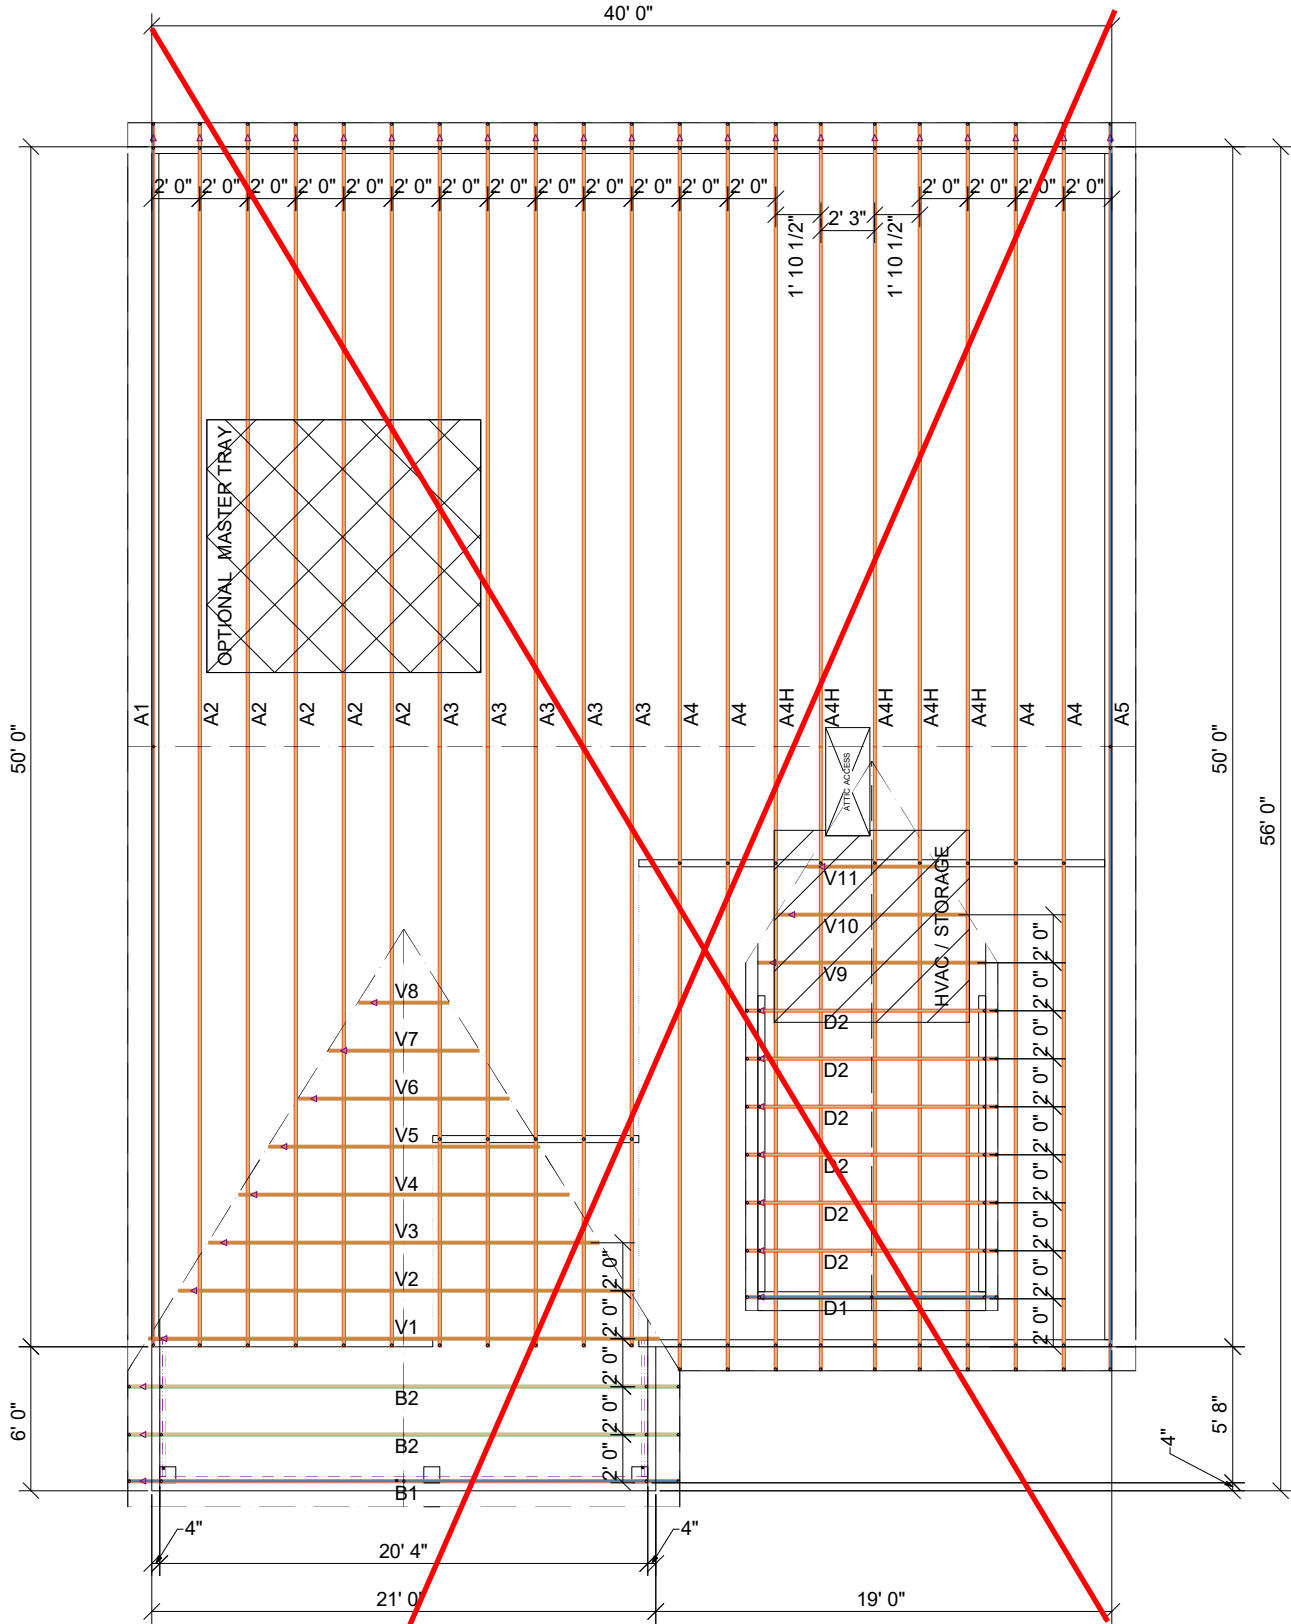 40' 0"
2' 0" 2' 0" 2' 0" 2' 0" 2' 0" 2' 0" 2' 0" 2' 0" 2' 0" 2' 0" 2' 0" 2' 0" 2' 0" 2' 0" 2' 0" 2' 0" 2' 0"
1' 10 1/2"
2' 3"
1' 10 1/2"
OPTIONAL MASTER TRAY
A1 A2 A2 A2 A2 A2 A3 A3 A3 A3 A3 A4 A4 A4H A4H A4H A4H A4H A4 A4 A5
50' 0"
50' 0"
56' 0"
ATTIC ACCESS
HVAC / STORAGE
V11
V10
V9
D2
D2
D2
D2
D2
D2
D1
2' 0"
2' 0"
2' 0"
2' 0"
2' 0"
2' 0"
2' 0"
2' 0"
2' 0"
V8
V7
V6
V5
V4
V3
V2
V1
B2
B2
B1
2' 0"
2' 0"
2' 0"
2' 0"
2' 0"
6' 0"
5' 8"
4"
4"
20' 4"
4"
21' 0"
19' 0"